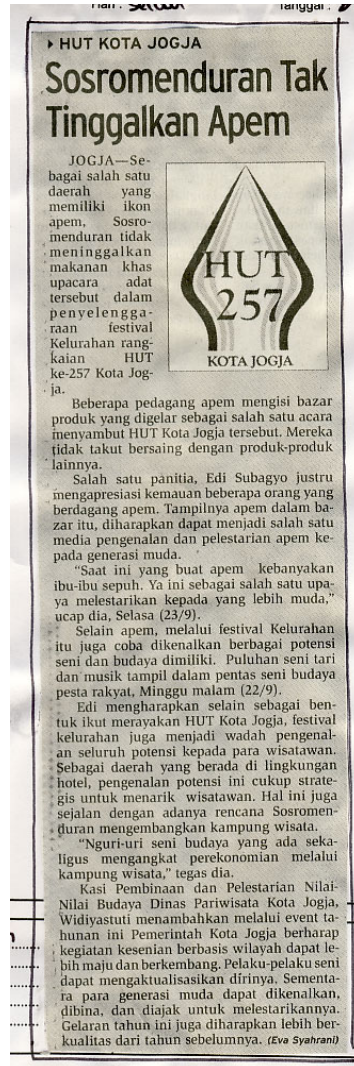 Hari :
Tanggal :
HUT KOTA JOGJA
Sosromenduran Tak
Tinggalkan Apem
JOGJA—Se-
bagai salah satu
daerah yang
memiliki ikon
apem, Sosro-
menduran tidak
meninggalkan
makanan khas
upacara adat
tersebut dalam
penyelengga-
raan festival
Kelurahan rang-
kaian HUT
ke-257 Kota Jog-
ja.
HUT
257
KOTA JOGJA
Beberapa pedagang apem mengisi bazar
produk yang digelar sebagai salah satu acara
menyambut HUT Kota Jogja tersebut. Mereka
tidak takut bersaing dengan produk-produk
lainnya.
Salah satu panitia, Edi Subagyo justru
mengapresiasi kemauan beberapa orang yang
berdagang apem. Tampilnya apem dalam ba-
zar itu, diharapkan dapat menjadi salah satu
media pengenalan dan pelestarian apem ke-
pada generasi muda.
"Saat ini yang buat apem kebanyakan
ibu-ibu sepuh. Ya ini sebagai salah satu upa-
ya melestarikan kepada yang lebih muda,"
ucap dia, Selasa (23/9).
Selain apem, melalui festival Kelurahan
itu juga coba dikenalkan berbagai potensi
seni dan budaya dimiliki. Puluhan seni tari
dan musik tampil dalam pentas seni budaya
pesta rakyat, Minggu malam (22/9).
Edi mengharapkan selain sebagai ben-
tuk ikut merayakan HUT Kota Jogja, festival
kelurahan juga menjadi wadah pengenal-
an seluruh potensi kepada para wisatawan.
Sebagai daerah yang berada di lingkungan
hotel, pengenalan potensi ini cukup strate-
gis untuk menarik wisatawan. Hal ini juga
sejalan dengan adanya rencana Sosromen-
duran mengembangkan kampung wisata.
"Nguri-uri seni budaya yang ada seka-
ligus mengangkat perekonomian melalui
kampung wisata," tegas dia.
Kasi Pembinaan dan Pelestarian Nilai-
Nilai Budaya Dinas Pariwisata Kota Jogja,
Widiyastuti menambahkan melalui event ta-
hunan ini Pemerintah Kota Jogja berharap
kegiatan kesenian berbasis wilayah dapat le-
bih maju dan berkembang. Pelaku-pelaku seni
dapat mengaktualisasikan dirinya. Sementa-
ra para generasi muda dapat dikenalkan,
dibina, dan diajak untuk melestarikannya.
Gelaran tahun ini juga diharapkan lebih ber-
kualitas dari tahun sebelumnya. (Eva Syahrani)